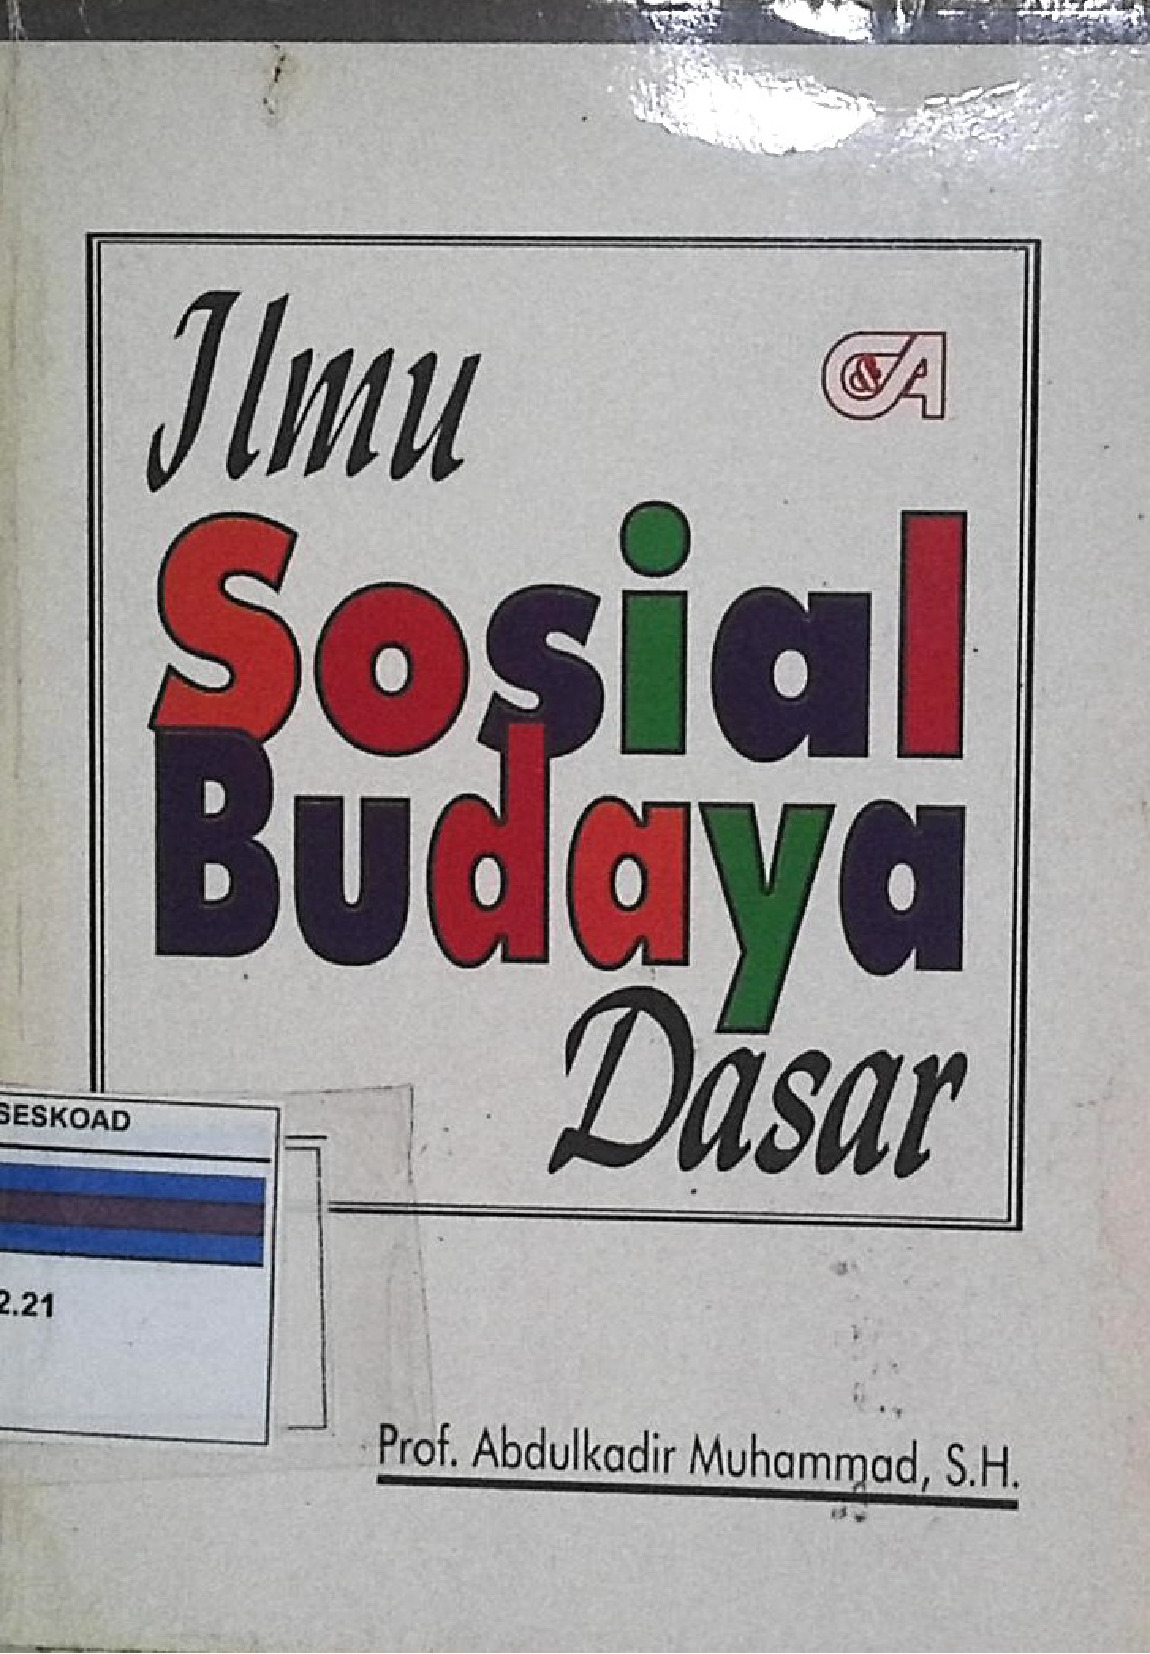 Ilmu
C&A
Sosial
Budaya
Dasar
SESKOAD
2.21
Prof. Abdulkadir Muhammad, S.H.